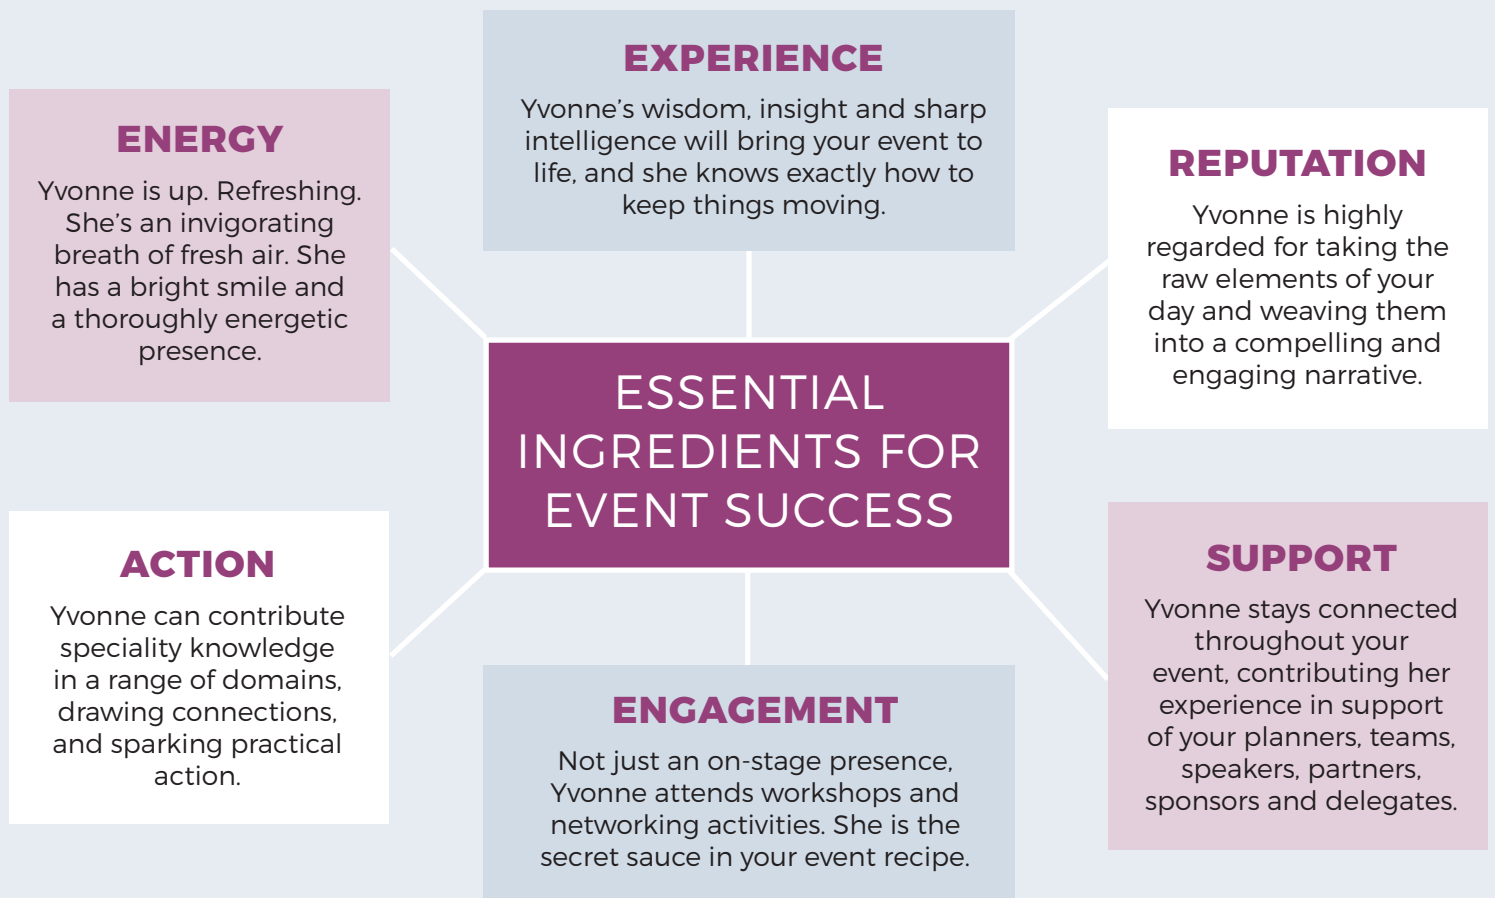 EXPERIENCE
Yvonne’s wisdom, insight and sharp
intelligence will bring your event to
life, and she knows exactly how to
keep things moving.
ENERGY
Yvonne is up. Refreshing.
She’s an invigorating
breath of fresh air. She
has a bright smile and
a thoroughly energetic
presence.
REPUTATION
Yvonne is highly
regarded for taking the
raw elements of your
day and weaving them
into a compelling and
engaging narrative.
ESSENTIAL
INGREDIENTS FOR
EVENT SUCCESS
ACTION
Yvonne can contribute
speciality knowledge
in a range of domains,
drawing connections,
and sparking practical
action.
SUPPORT
Yvonne stays connected
throughout your
event, contributing her
experience in support
of your planners, teams,
speakers, partners,
sponsors and delegates.
ENGAGEMENT
Not just an on-stage presence,
Yvonne attends workshops and
networking activities. She is the
secret sauce in your event recipe.